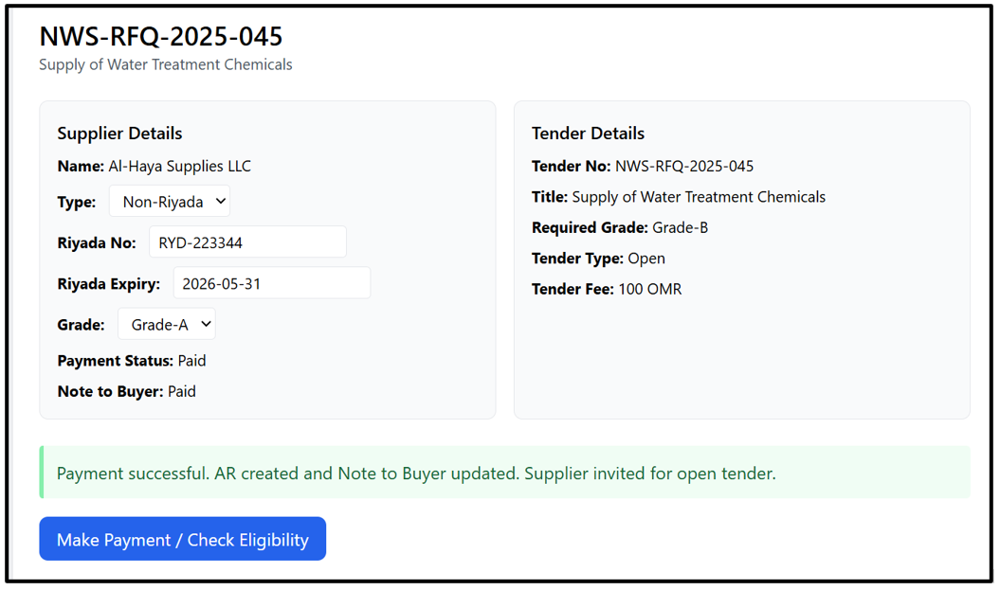 NWS-RFQ-2025-045
Supply of Water Treatment Chemicals
Supplier Details
Name: Al-Haya Supplies LLC
Type: Non-Riyada
Riyada No: RYD-223344
Riyada Expiry: 2026-05-31
Grade: Grade-A
Payment Status: Paid
Note to Buyer: Paid
Tender Details
Tender No: NWS-RFQ-2025-045
Title: Supply of Water Treatment Chemicals
Required Grade: Grade-B
Tender Type: Open
Tender Fee: 100 OMR
Payment successful. AR created and Note to Buyer updated. Supplier invited for open tender.
Make Payment / Check Eligibility